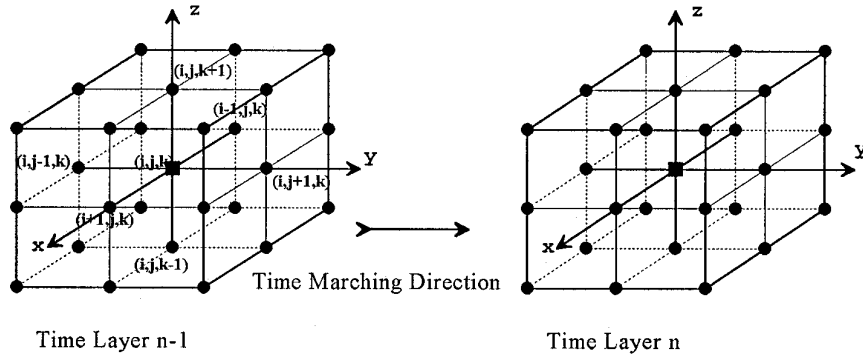 z
z
(i,j,k+1)
(i-1,j,k)
(i,j-1,k)
(i,j,k)
Y
Y
(i,j+1,k)
(i+1,j,k)
x
x
(i,j,k-1)
Time Marching Direction
Time Layer n-1
Time Layer n